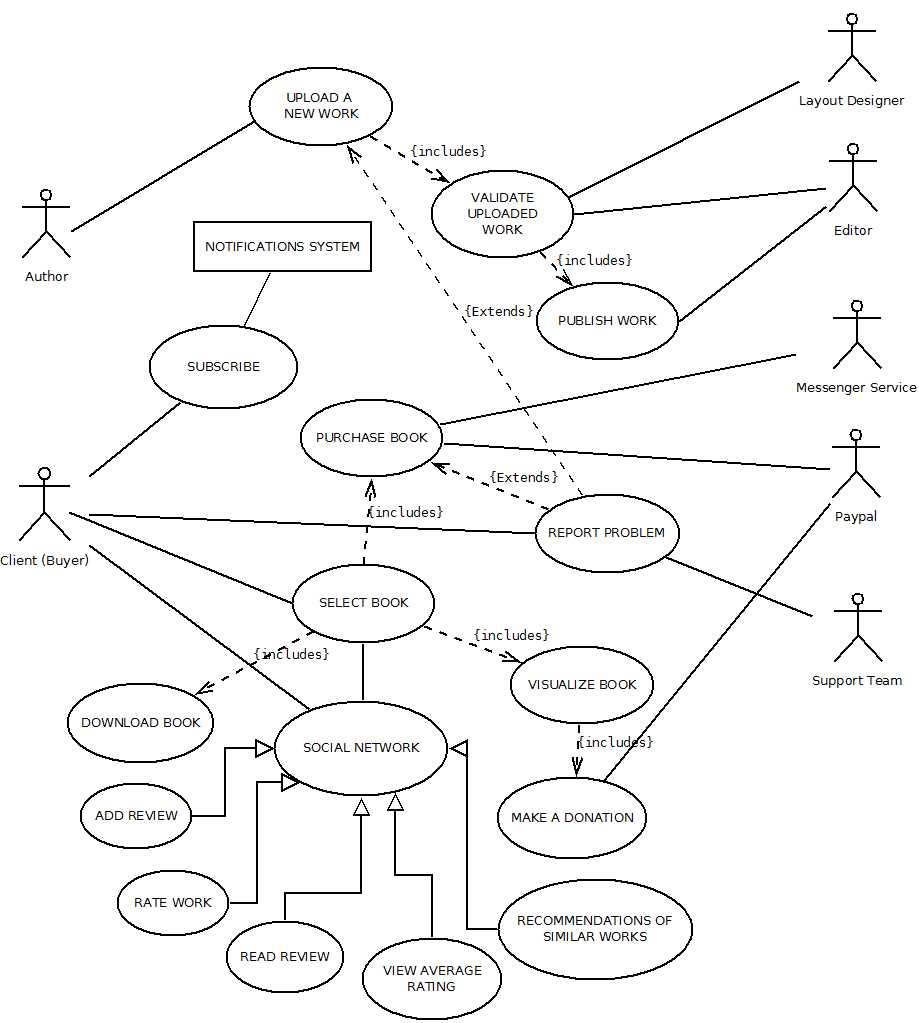 Layout Designer
UPLOAD A
NEW WORK
{includes}
VALIDATE
UPLOADED
WORK
Editor
Author
NOTIFICATIONS SYSTEM
{includes}
{Extends}
PUBLISH WORK
SUBSCRIBE
Messenger Service
PURCHASE BOOK
{Extends}
{includes}
Paypal
REPORT PROBLEM
Client (Buyer)
SELECT BOOK
{includes}
{includes}
Support Team
VISUALIZE BOOK
DOWNLOAD BOOK
{includes}
SOCIAL NETWORK
ADD REVIEW
MAKE A DONATION
RATE WORK
RECOMMENDATIONS OF
SIMILAR WORKS
READ REVIEW
VIEW AVERAGE
RATING